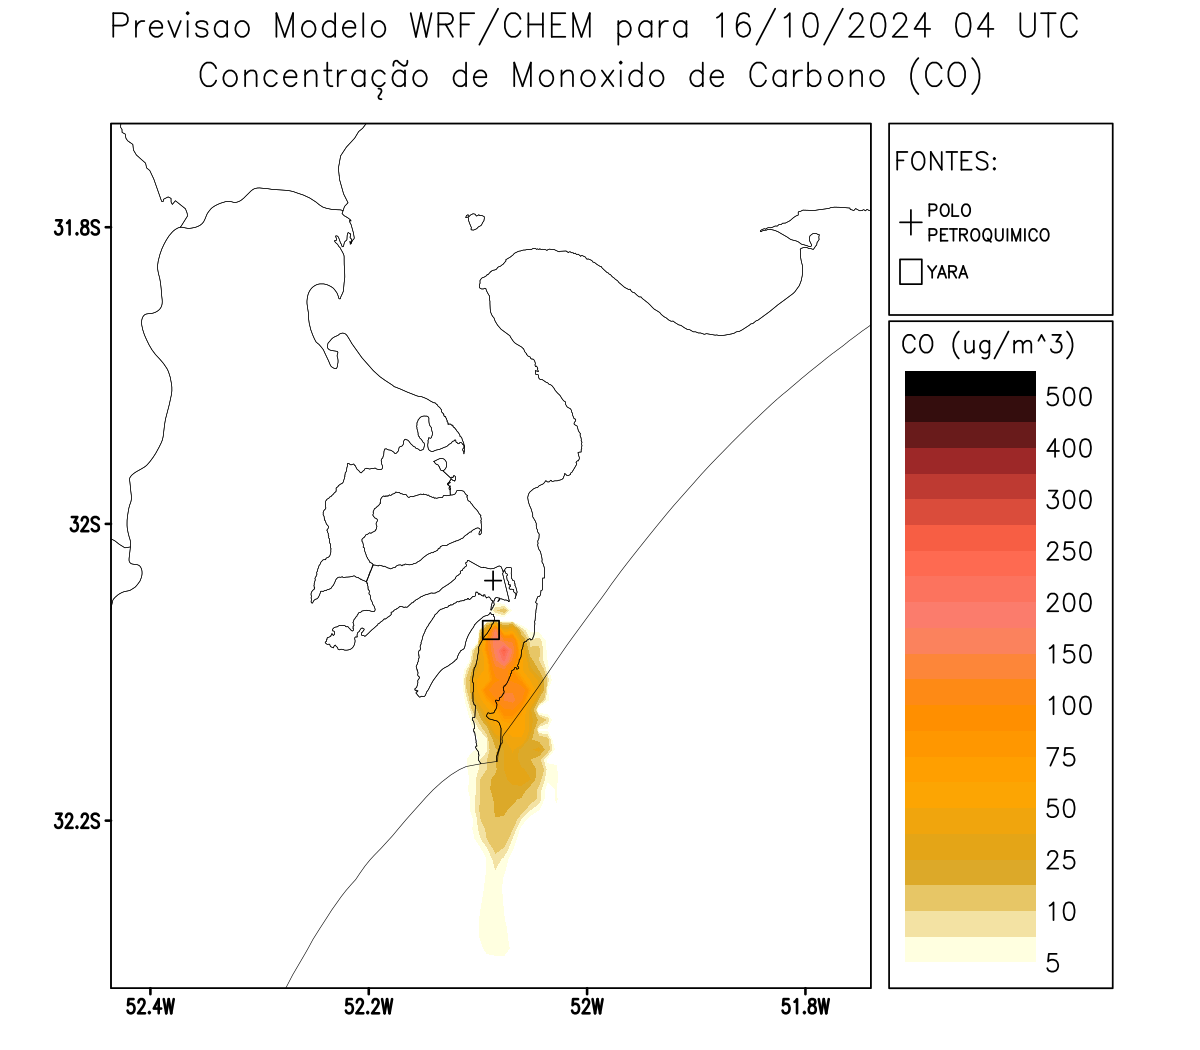 Previsao Modelo WRF/CHEM para 16/10/2024 04 UTC
Concentração de Monoxido de Carbono (CO)
FONTES:
POLO
PETROQUIMICO
YARA
CO (ug/m^3)
500
400
300
250
200
150
100
75
50
25
10
5
31.8S
32S
32.2S
52.4W
52.2W
52W
51.8W